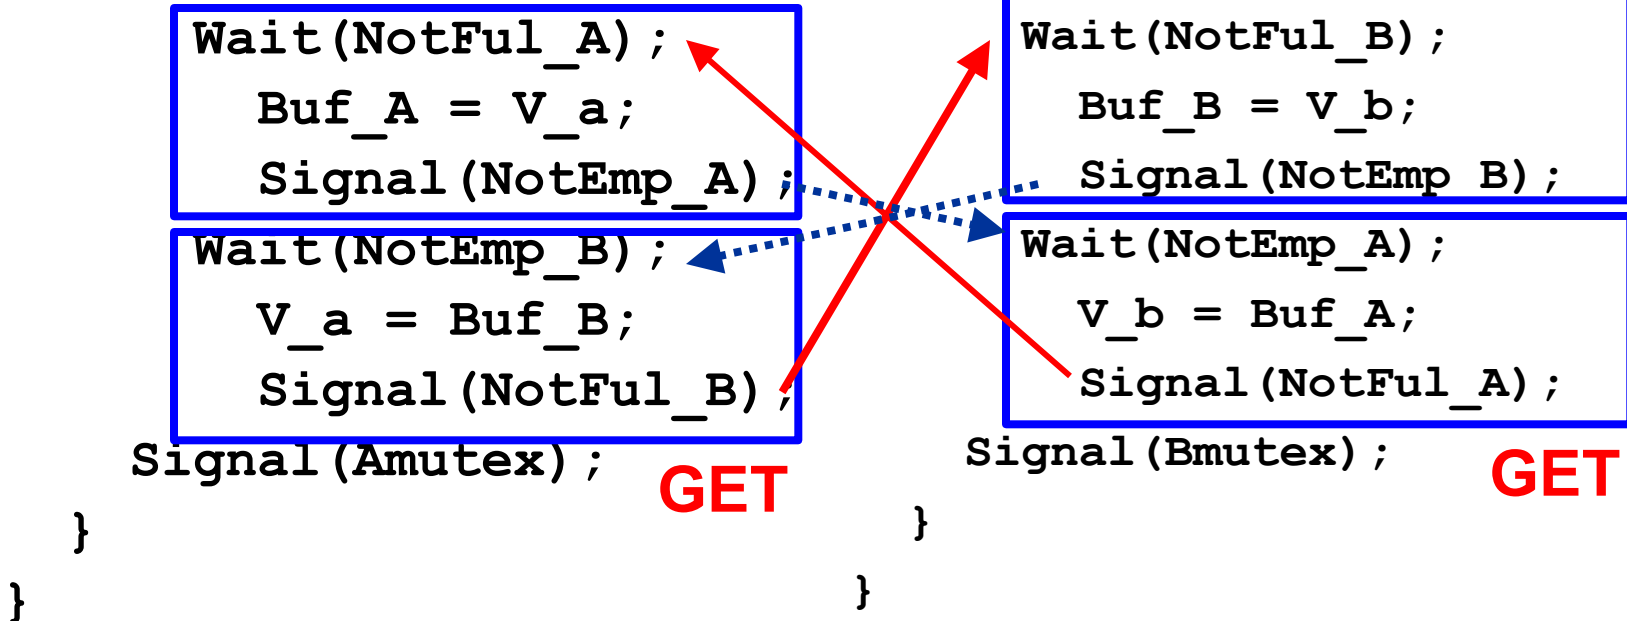 Wait(NotFul_A);
Buf_A = V_a;
Signal(NotEmp_A);
Wait(NotEmp_B);
V_a = Buf_B;
Signal(NotFul_B);
Signal(Amutex);
GET
}
}
Wait(NotFul_B);
Buf_B = V_b;
Signal(NotEmp_B);
Wait(NotEmp_A);
V_b = Buf_A;
Signal(NotFul_A);
Signal(Bmutex);
GET
}
}